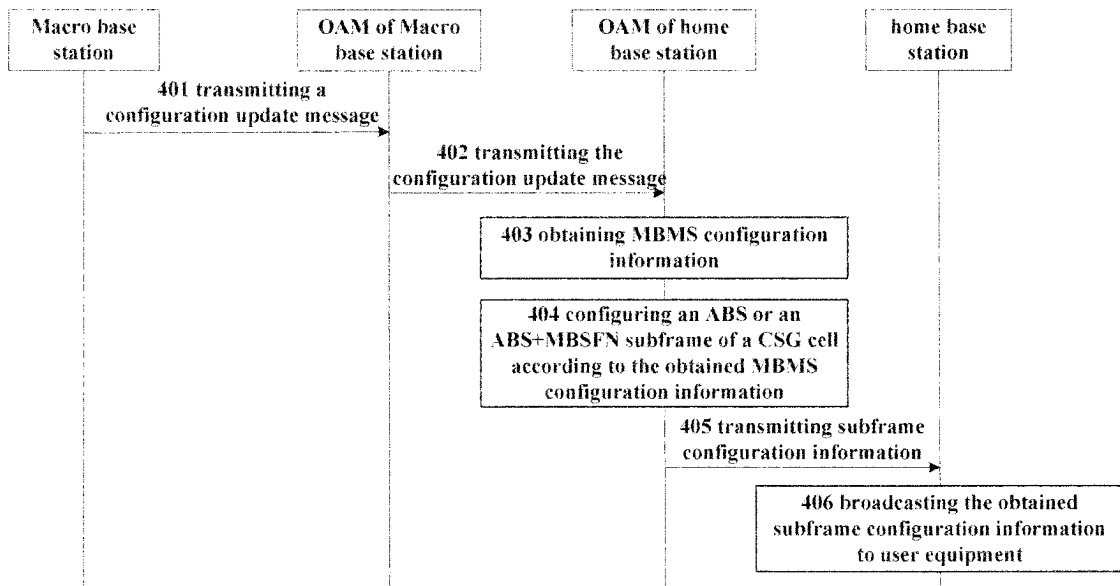 Macro base
station
OAM of Macro
base station
OAM of home
base station
home base
station
401 transmitting a
configuration update message
402 transmitting the
configuration update message
403 obtaining MBMS configuration
information
404 configuring an ABS or an
ABS+MBSFN subframe of a CSG cell
according to the obtained MBMS
configuration information
405 transmitting subframe
configuration information
406 broadcasting the obtained
subframe configuration information
to user equipment